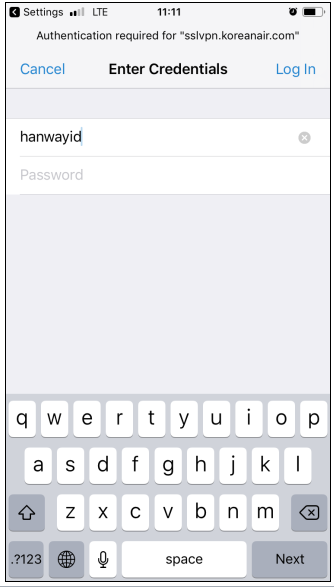 Settings LTE 11:11
Authentication required for "sslvpn.koreanair.com"
Cancel Enter Credentials Log In
hanwayid
Password
q w e r t y u i o p
a s d f g h j k l
z x c v b n m
.?123 space Next